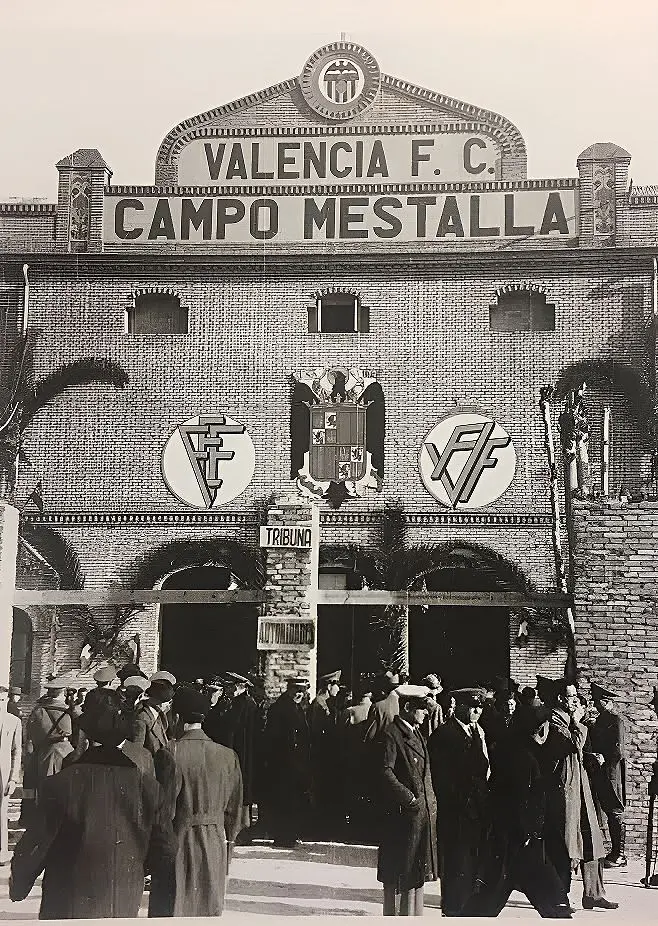 VALENCIA F. C.
CAMPO MESTALLA
TRIBUNA
AUTORIDADES